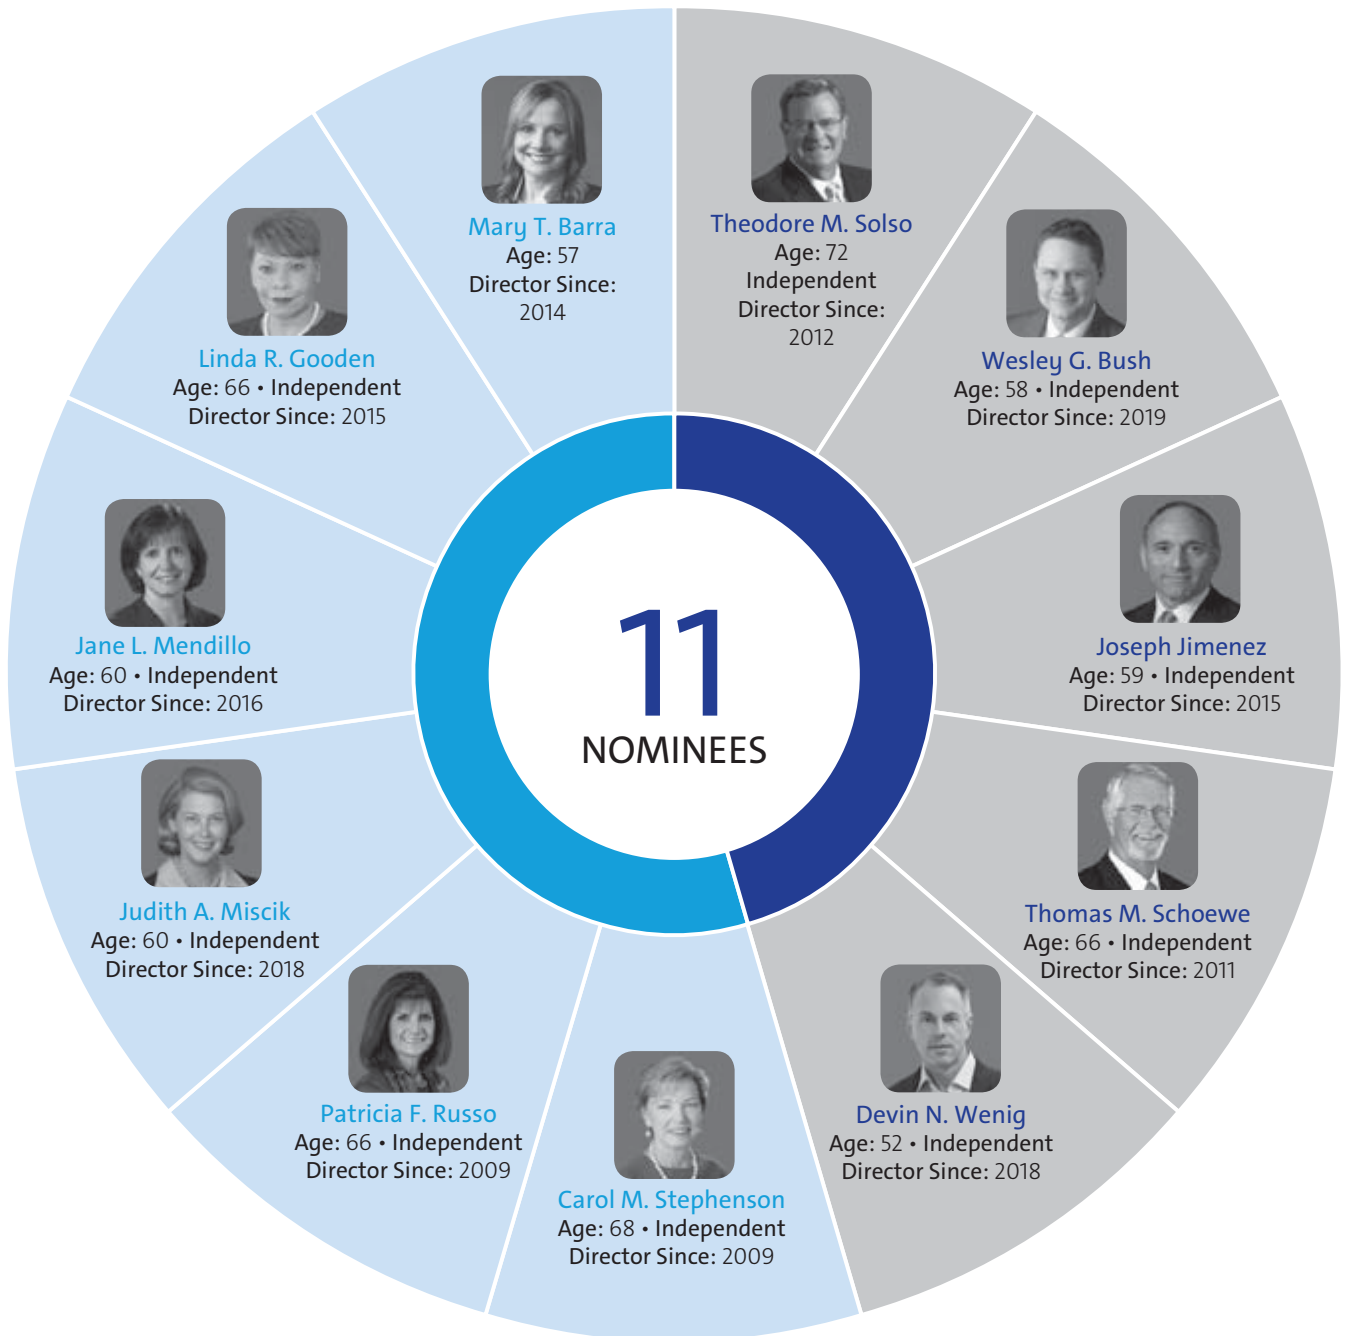 Mary T. Barra
Age: 57
Director Since:
2014
Theodore M. Solso
Age: 72
Independent
Director Since:
2012
Wesley G. Bush
Age: 58 • Independent
Director Since: 2019
Joseph Jimenez
Age: 59 • Independent
Director Since: 2015
Thomas M. Schoewe
Age: 66 • Independent
Director Since: 2011
Devin N. Wenig
Age: 52 • Independent
Director Since: 2018
Carol M. Stephenson
Age: 68 • Independent
Director Since: 2009
Patricia F. Russo
Age: 66 • Independent
Director Since: 2009
Judith A. Miscik
Age: 60 • Independent
Director Since: 2018
Jane L. Mendillo
Age: 60 • Independent
Director Since: 2016
Linda R. Gooden
Age: 66 • Independent
Director Since: 2015
11
NOMINEES